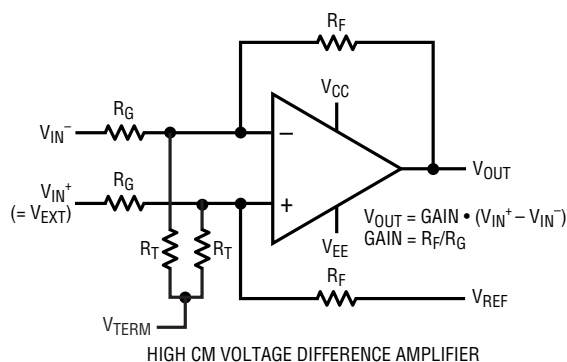 RF
VCC
RG
VIN–
−
VOUT
RG
VIN+
(= VEXT)
+
VOUT = GAIN • (VIN+ – VIN–)
GAIN = RF/RG
VEE
RT
RT
RF
VREF
VTERM
HIGH CM VOLTAGE DIFFERENCE AMPLIFIER